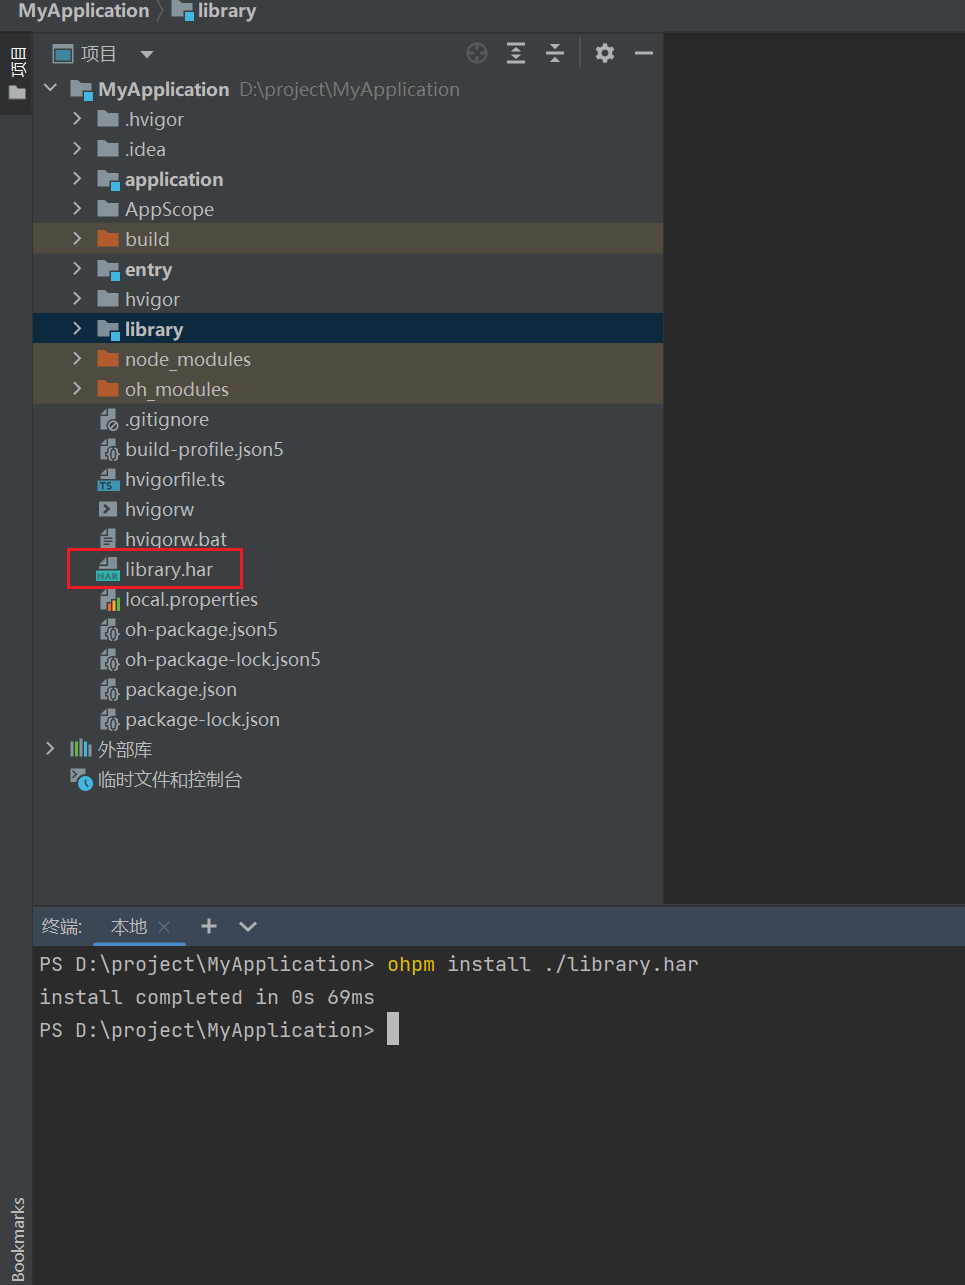 MyApplication library
项目
项目
MyApplication D:\project\MyApplication
.hvigor
.idea
application
AppScope
build
entry
hvigor
library
node_modules
oh_modules
.gitignore
build-profile.json5
hvigorfile.ts
hvigorw
hvigorw.bat
library.har
local.properties
oh-package.json5
oh-package-lock.json5
package.json
package-lock.json
外部库
临时文件和控制台
终端: 本地
PS D:\project\MyApplication> ohpm install ./library.har
install completed in 0s 69ms
PS D:\project\MyApplication>
Bookmarks